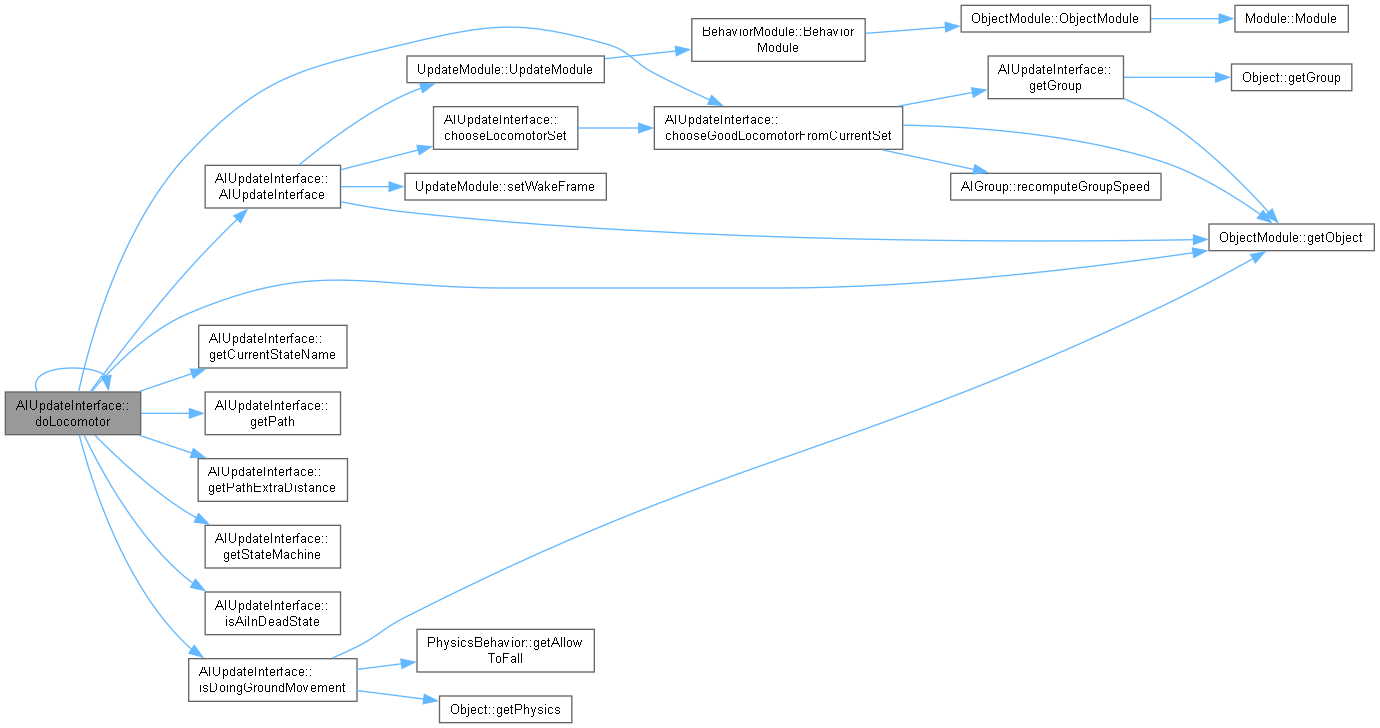 ObjectModule::ObjectModule
Module::Module
BehaviorModule::Behavior
Module
UpdateModule::UpdateModule
AIUpdateInterface::
getGroup
Object::getGroup
AIUpdateInterface::
chooseLocomotorSet
AIUpdateInterface::
chooseGoodLocomotorFromCurrentSet
AIUpdateInterface::
AIUpdateInterface
UpdateModule::setWakeFrame
AIGroup::recomputeGroupSpeed
ObjectModule::getObject
AIUpdateInterface::
getCurrentStateName
AIUpdateInterface::
doLocomotor
AIUpdateInterface::
getPath
AIUpdateInterface::
getPathExtraDistance
AIUpdateInterface::
getStateMachine
AIUpdateInterface::
isAiInDeadState
PhysicsBehavior::getAllow
ToFall
AIUpdateInterface::
isDoingGroundMovement
Object::getPhysics